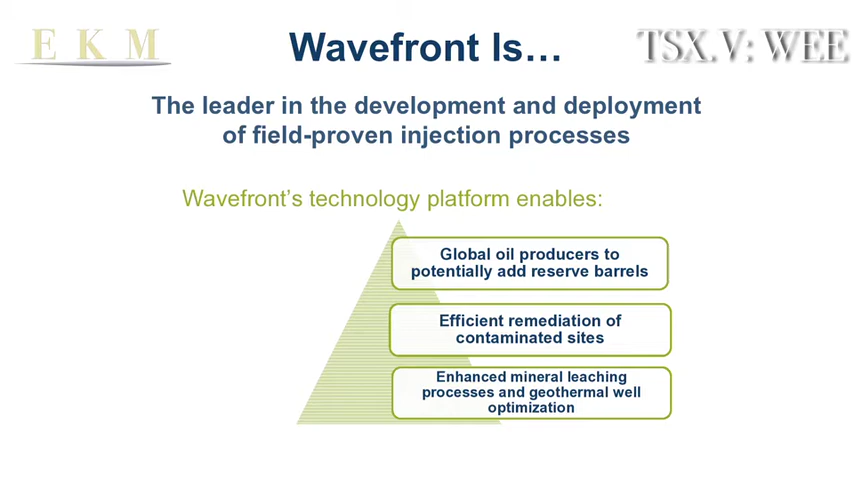 E K M
Wavefront Is…
TSX.V: WEE
The leader in the development and deployment
of field-proven injection processes
Wavefront’s technology platform enables:
Global oil producers to
potentially add reserve barrels
Efficient remediation of
contaminated sites
Enhanced mineral leaching
processes and geothermal well
optimization